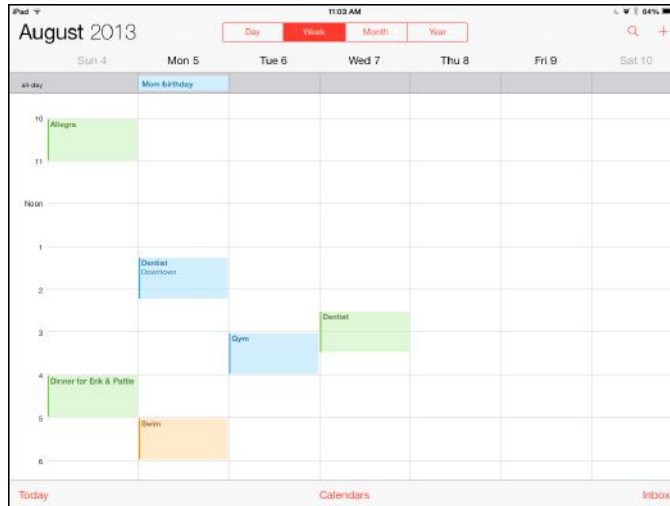 iPad 11:03 AM 64%
August 2013
Day Week Month Year
Sun 4 Mon 5 Tue 6 Wed 7 Thu 8 Fri 9 Sat 10
all-day Mom birthday
10
Allegra
11
Noon
1
Dentist
Downtown
2
Dentist
3
Gym
4
Dinner for Erik & Pattie
5
Swim
6
Today Calendars Inbox